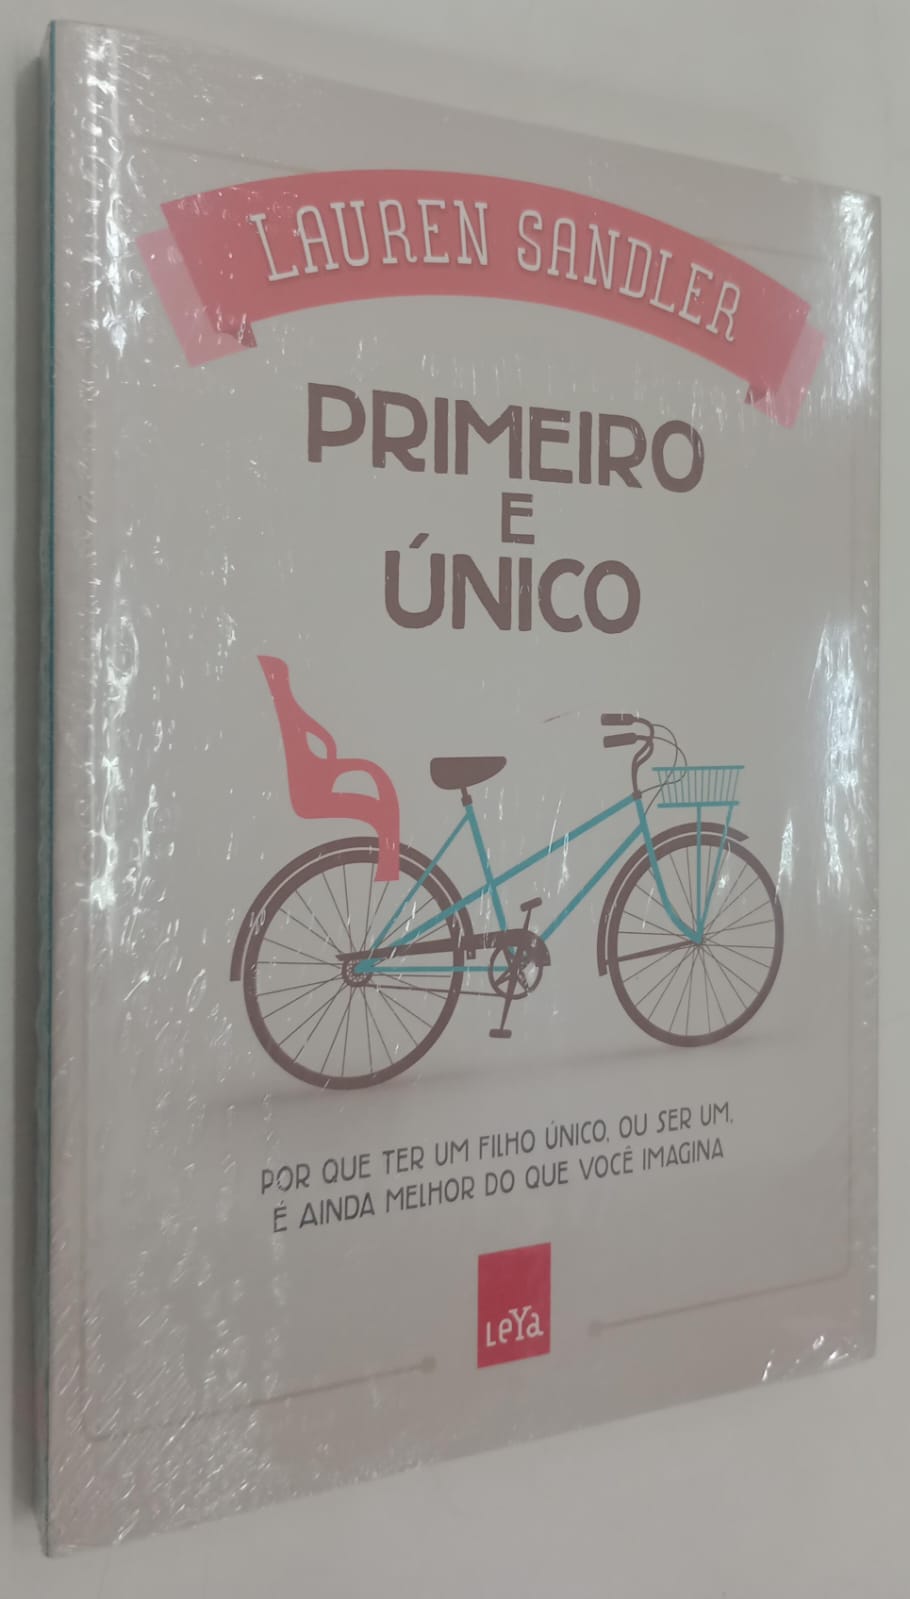 LAUREN SANDLER
PRIMEIRO
E
ÚNICO
POR QUE TER UM FILHO ÚNICO, OU SER UM,
É AINDA MELHOR DO QUE VOCÊ IMAGINA
LeYa